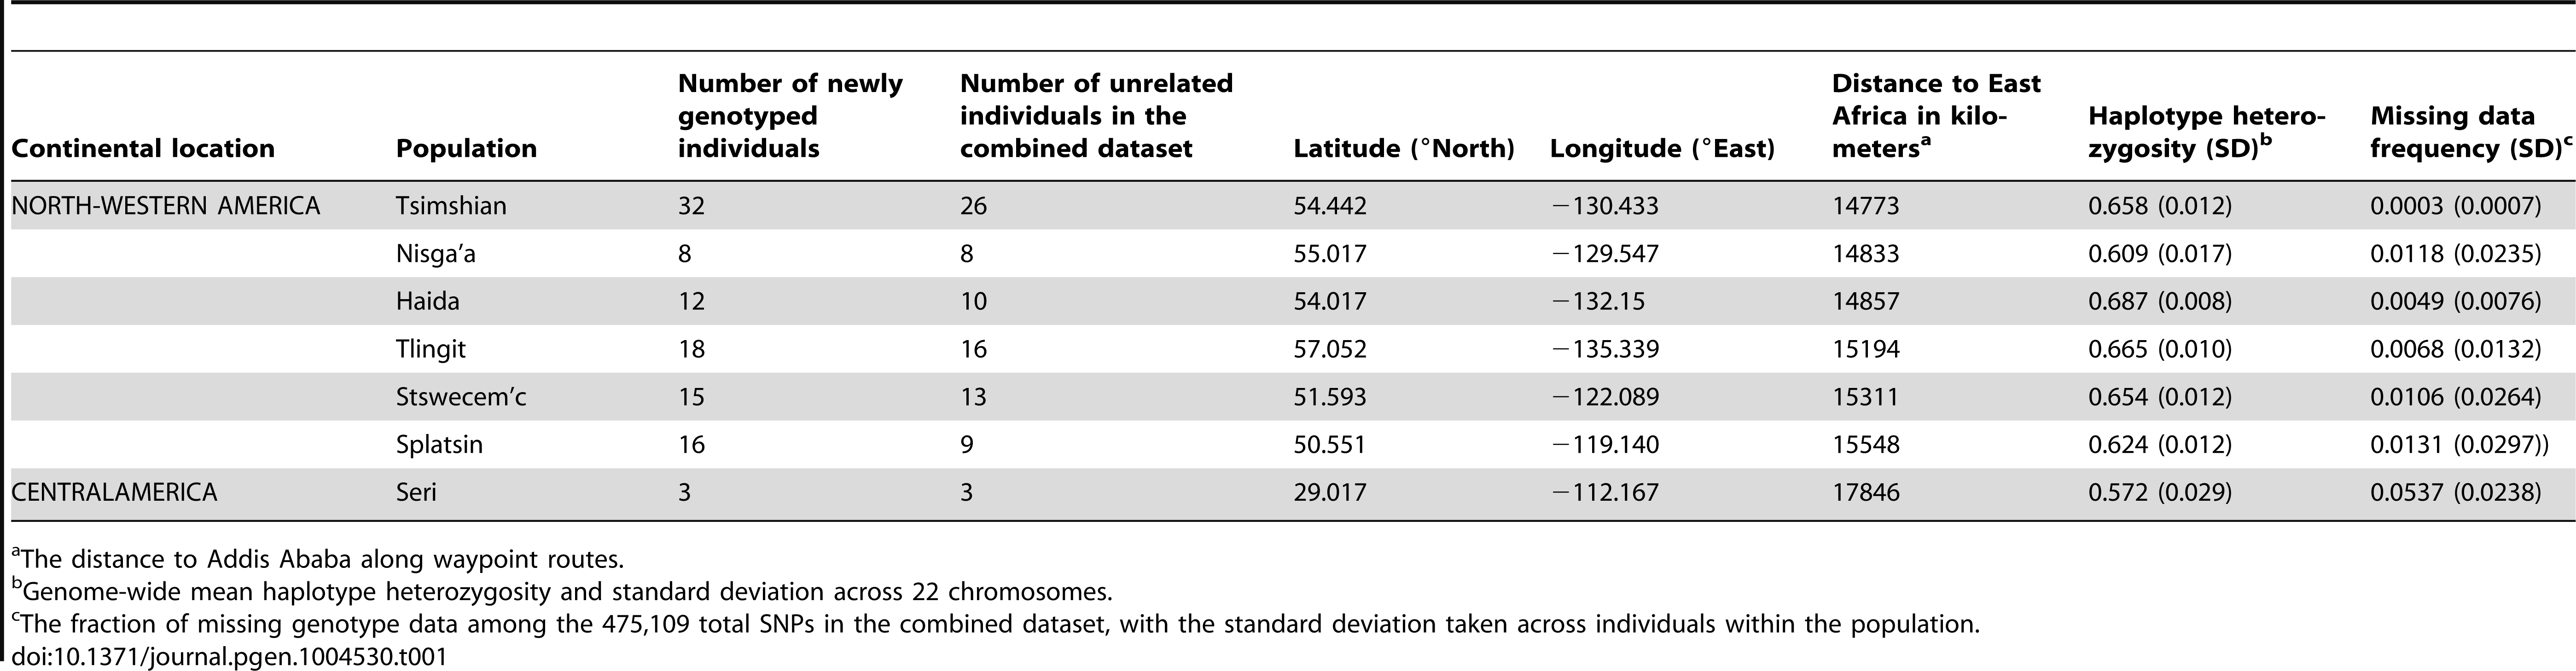 Continental location Population Number of newly genotyped individuals Number of unrelated individuals in the combined dataset Latitude (°North) Longitude (°East) Distance to East Africa in kilo-metersa Haplotype hetero-zygosity (SD)b Missing data frequency (SD)c
NORTH-WESTERN AMERICA Tsimshian 32 26 54.442 −130.433 14773 0.658 (0.012) 0.0003 (0.0007)
Nisga’a 8 8 55.017 −129.547 14833 0.609 (0.017) 0.0118 (0.0235)
Haida 12 10 54.017 −132.15 14857 0.687 (0.008) 0.0049 (0.0076)
Tlingit 18 16 57.052 −135.339 15194 0.665 (0.010) 0.0068 (0.0132)
Stswecem’c 15 13 51.593 −122.089 15311 0.654 (0.012) 0.0106 (0.0264)
Splatsin 16 9 50.551 −119.140 15548 0.624 (0.012) 0.0131 (0.0297))
CENTRALAMERICA Seri 3 3 29.017 −112.167 17846 0.572 (0.029) 0.0537 (0.0238)
aThe distance to Addis Ababa along waypoint routes.
bGenome-wide mean haplotype heterozygosity and standard deviation across 22 chromosomes.
cThe fraction of missing genotype data among the 475,109 total SNPs in the combined dataset, with the standard deviation taken across individuals within the population.
doi:10.1371/journal.pgen.1004530.t001